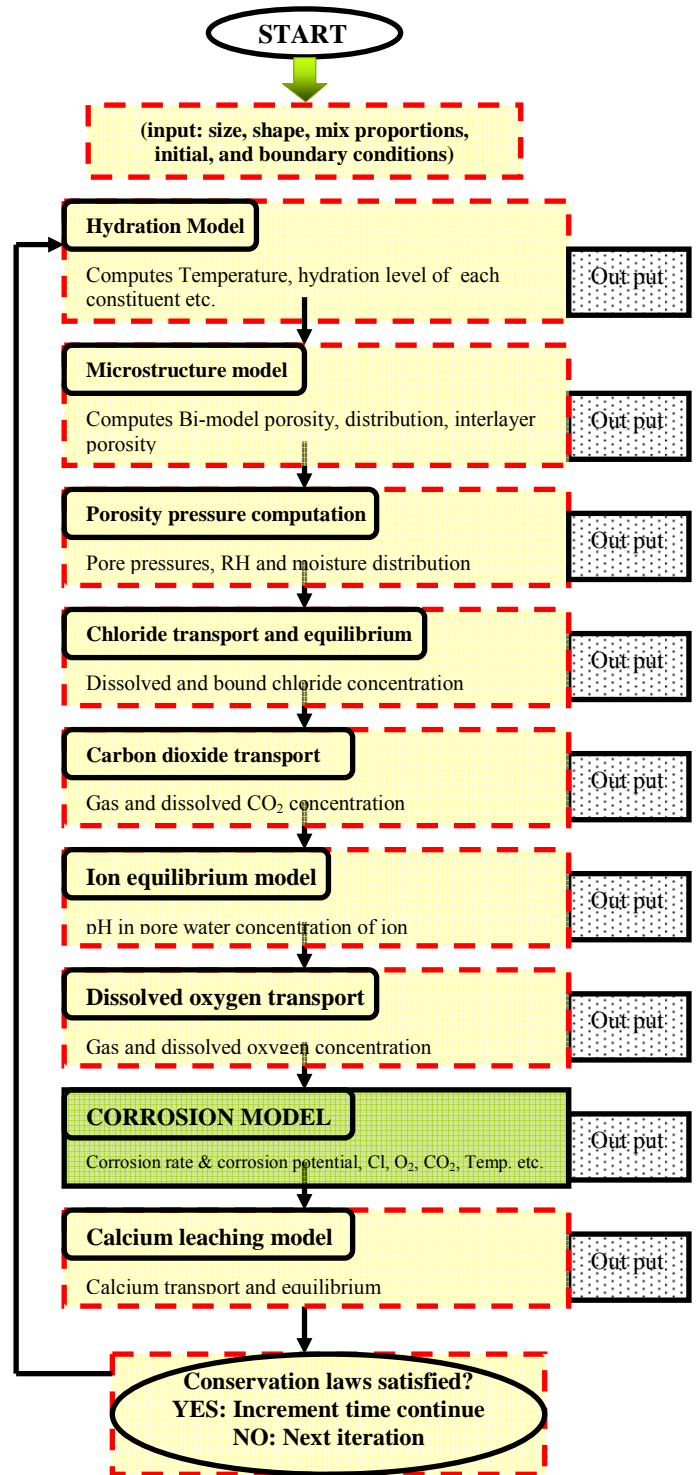 START
(input: size, shape, mix proportions,
initial, and boundary conditions)
Hydration Model
Computes Temperature, hydration level of each
constituent etc.
Out put
Microstructure model
Computes Bi-model porosity, distribution, interlayer
porosity
Out put
Porosity pressure computation
Pore pressures, RH and moisture distribution
Out put
Chloride transport and equilibrium
Dissolved and bound chloride concentration
Out put
Carbon dioxide transport
Gas and dissolved CO₂ concentration
Out put
Ion equilibrium model
pH in pore water concentration of ion
Out put
Dissolved oxygen transport
Gas and dissolved oxygen concentration
Out put
CORROSION MODEL
Corrosion rate & corrosion potential, Cl, O₂, CO₂, Temp. etc.
Out put
Calcium leaching model
Calcium transport and equilibrium
Out put
Conservation laws satisfied?
YES: Increment time continue
NO: Next iteration